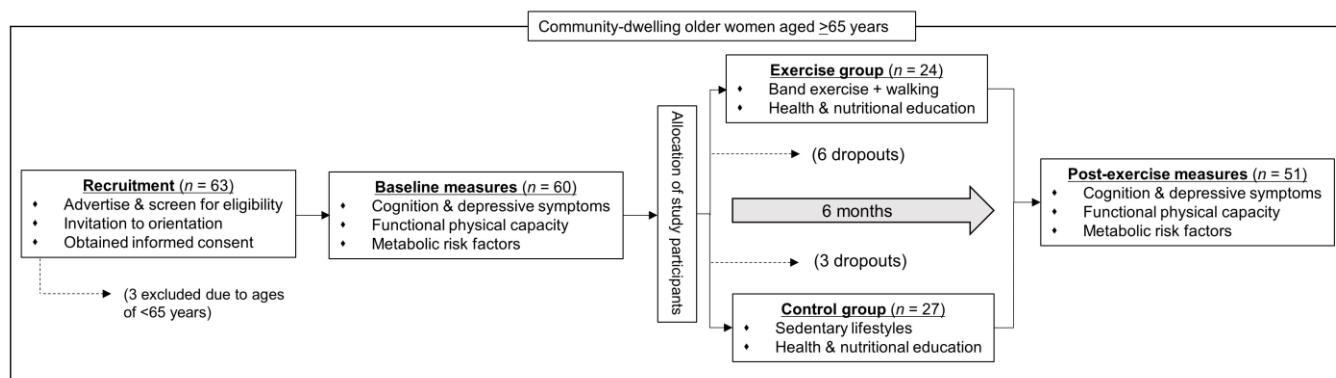 Community-dwelling older women aged ≥65 years
Recruitment (n = 63)
♦ Advertise & screen for eligibility
♦ Invitation to orientation
♦ Obtained informed consent
(3 excluded due to ages
of <65 years)
Baseline measures (n = 60)
♦ Cognition & depressive symptoms
♦ Functional physical capacity
♦ Metabolic risk factors
Allocation of study participants
Exercise group (n = 24)
♦ Band exercise + walking
♦ Health & nutritional education
(6 dropouts)
6 months
(3 dropouts)
Control group (n = 27)
♦ Sedentary lifestyles
♦ Health & nutritional education
Post-exercise measures (n = 51)
♦ Cognition & depressive symptoms
♦ Functional physical capacity
♦ Metabolic risk factors